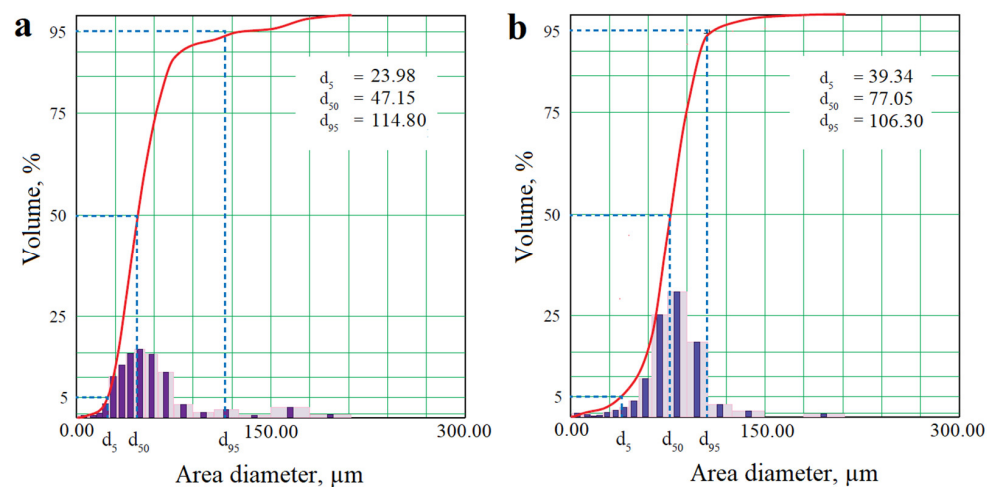 a
95
75
50
25
5
Volume, %
d5 = 23.98
d50 = 47.15
d95 = 114.80
0.00 150.00 300.00
d5 d50 d95
Area diameter, µm
b
95
75
50
25
5
Volume, %
d5 = 39.34
d50 = 77.05
d95 = 106.30
0.00 150.00 300.00
d5 d50 d95
Area diameter, µm